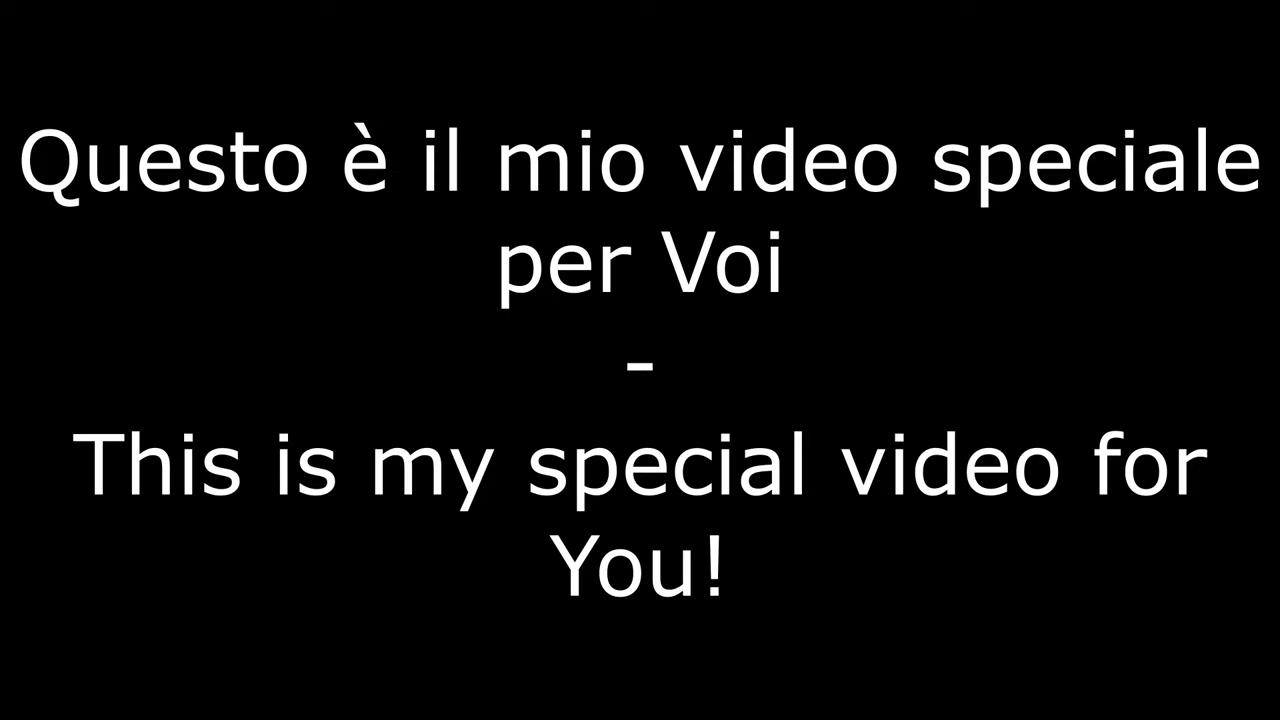 Questo è il mio video speciale
per Voi
-
This is my special video for
You!